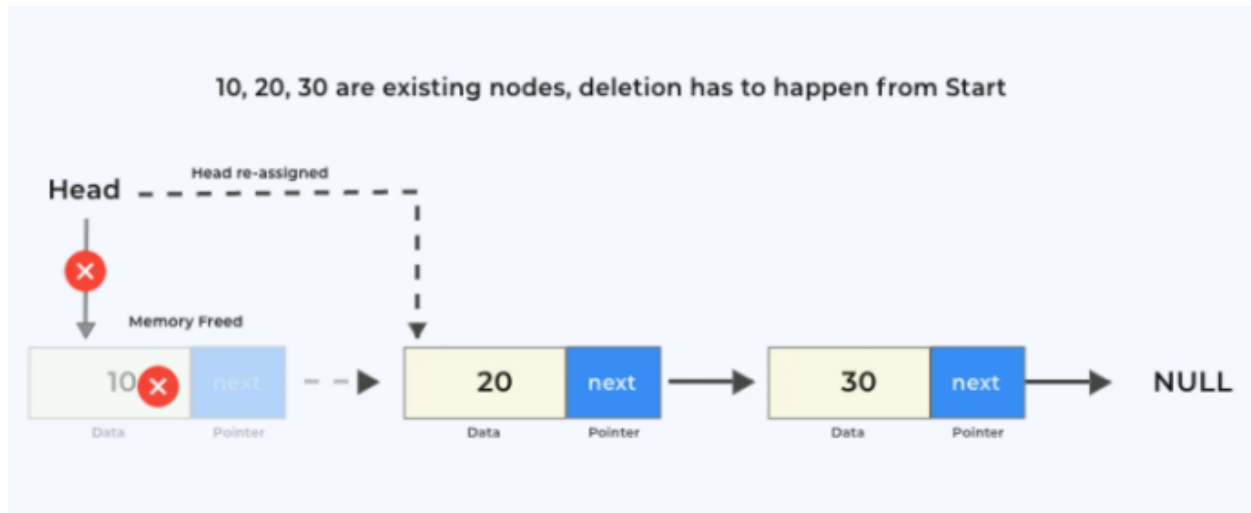 10, 20, 30 are existing nodes, deletion has to happen from Start
Head re-assigned
Head
Memory Freed
10 next 20 next 30 next NULL
Data Pointer Data Pointer Data Pointer